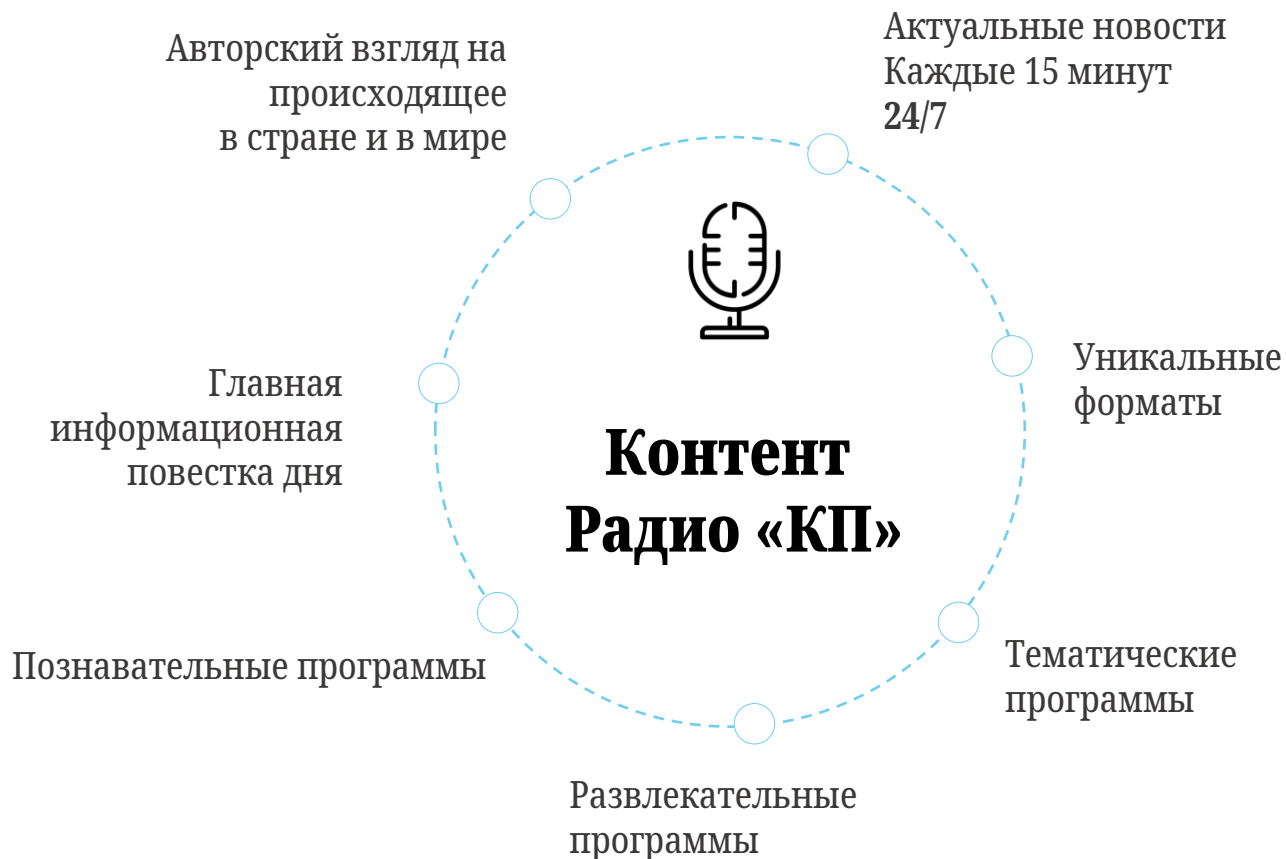 Авторский взгляд на
происходящее
в стране и в мире
Актуальные новости
Каждые 15 минут
24/7
Уникальные
форматы
Главная
информационная
повестка дня
Контент
Радио «КП»
Познавательные программы
Тематические
программы
Развлекательные
программы